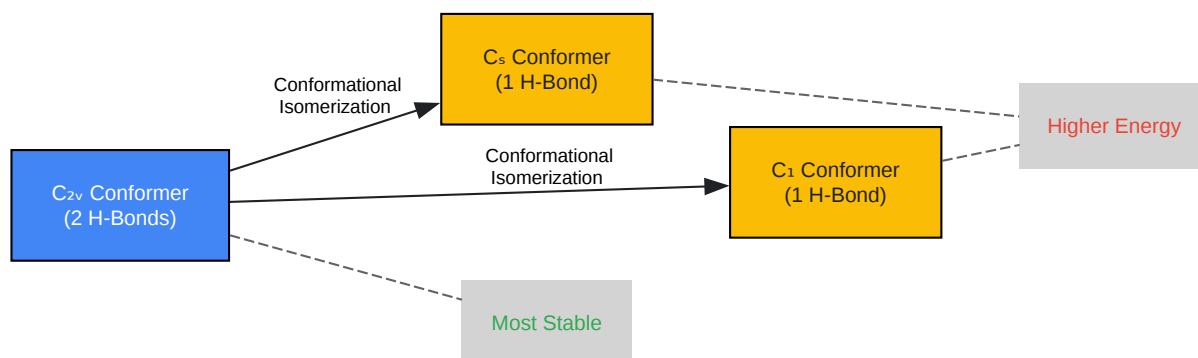 Cₛ Conformer
(1 H-Bond)
Conformational
Isomerization
Higher Energy
C₁ Conformer
(1 H-Bond)
Conformational
Isomerization
C₂ᵥ Conformer
(2 H-Bonds)
Most Stable